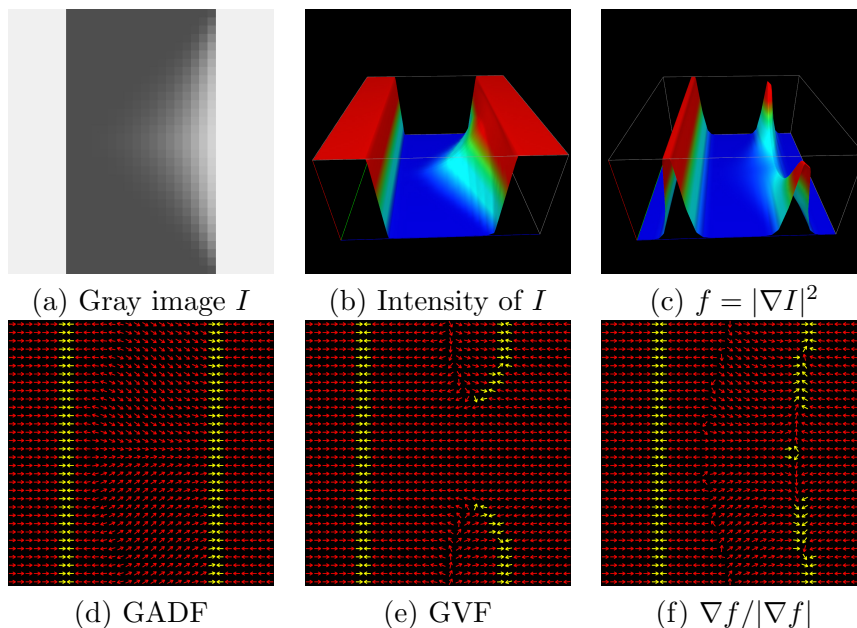 (a) Gray image I
(b) Intensity of I
(c) f = |∇I|²
(d) GADF
(e) GVF
(f) ∇f/|∇f|